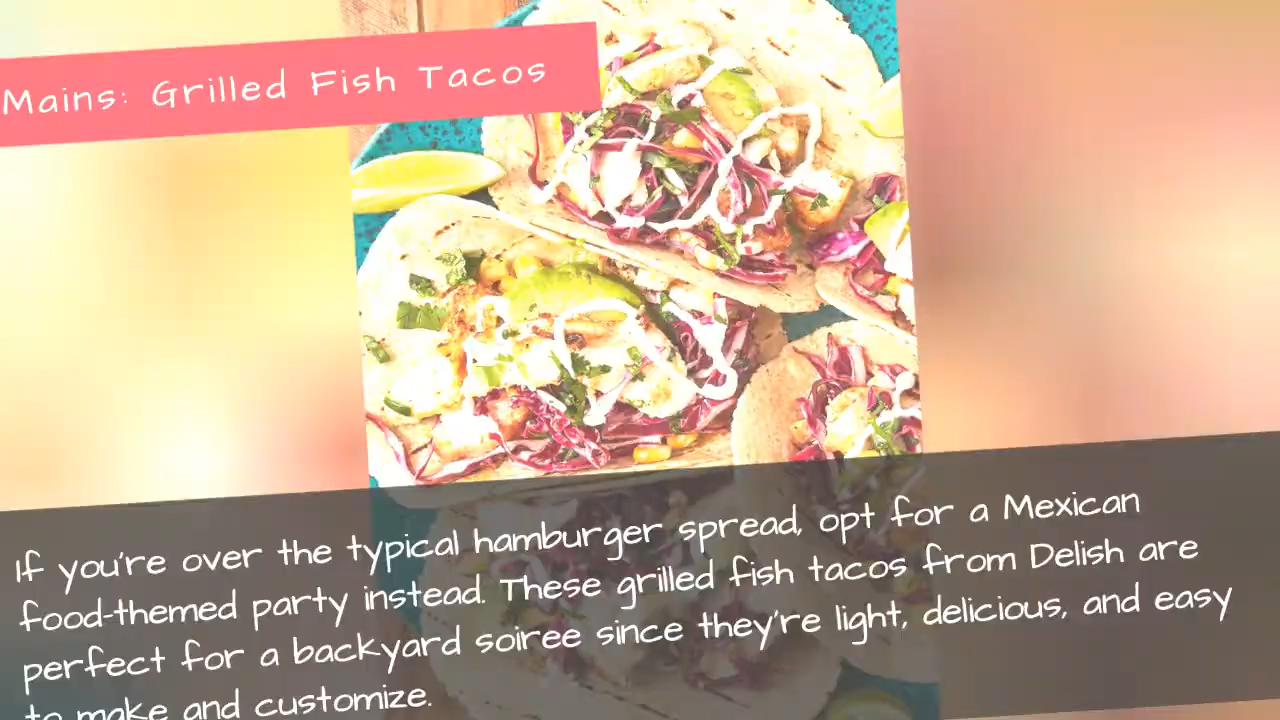 Mains: Grilled Fish Tacos
If you're over the typical hamburger spread, opt for a Mexican
food-themed party instead. These grilled fish tacos from Delish are
perfect for a backyard soiree since they're light, delicious, and easy
to make and customize.